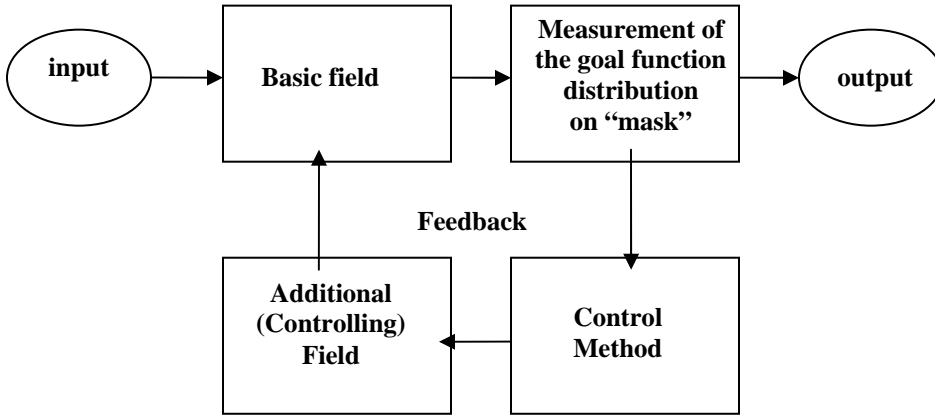 input
Basic field
Measurement of
the goal function
distribution
on “mask”
output
Feedback
Additional
(Controlling)
Field
Control
Method